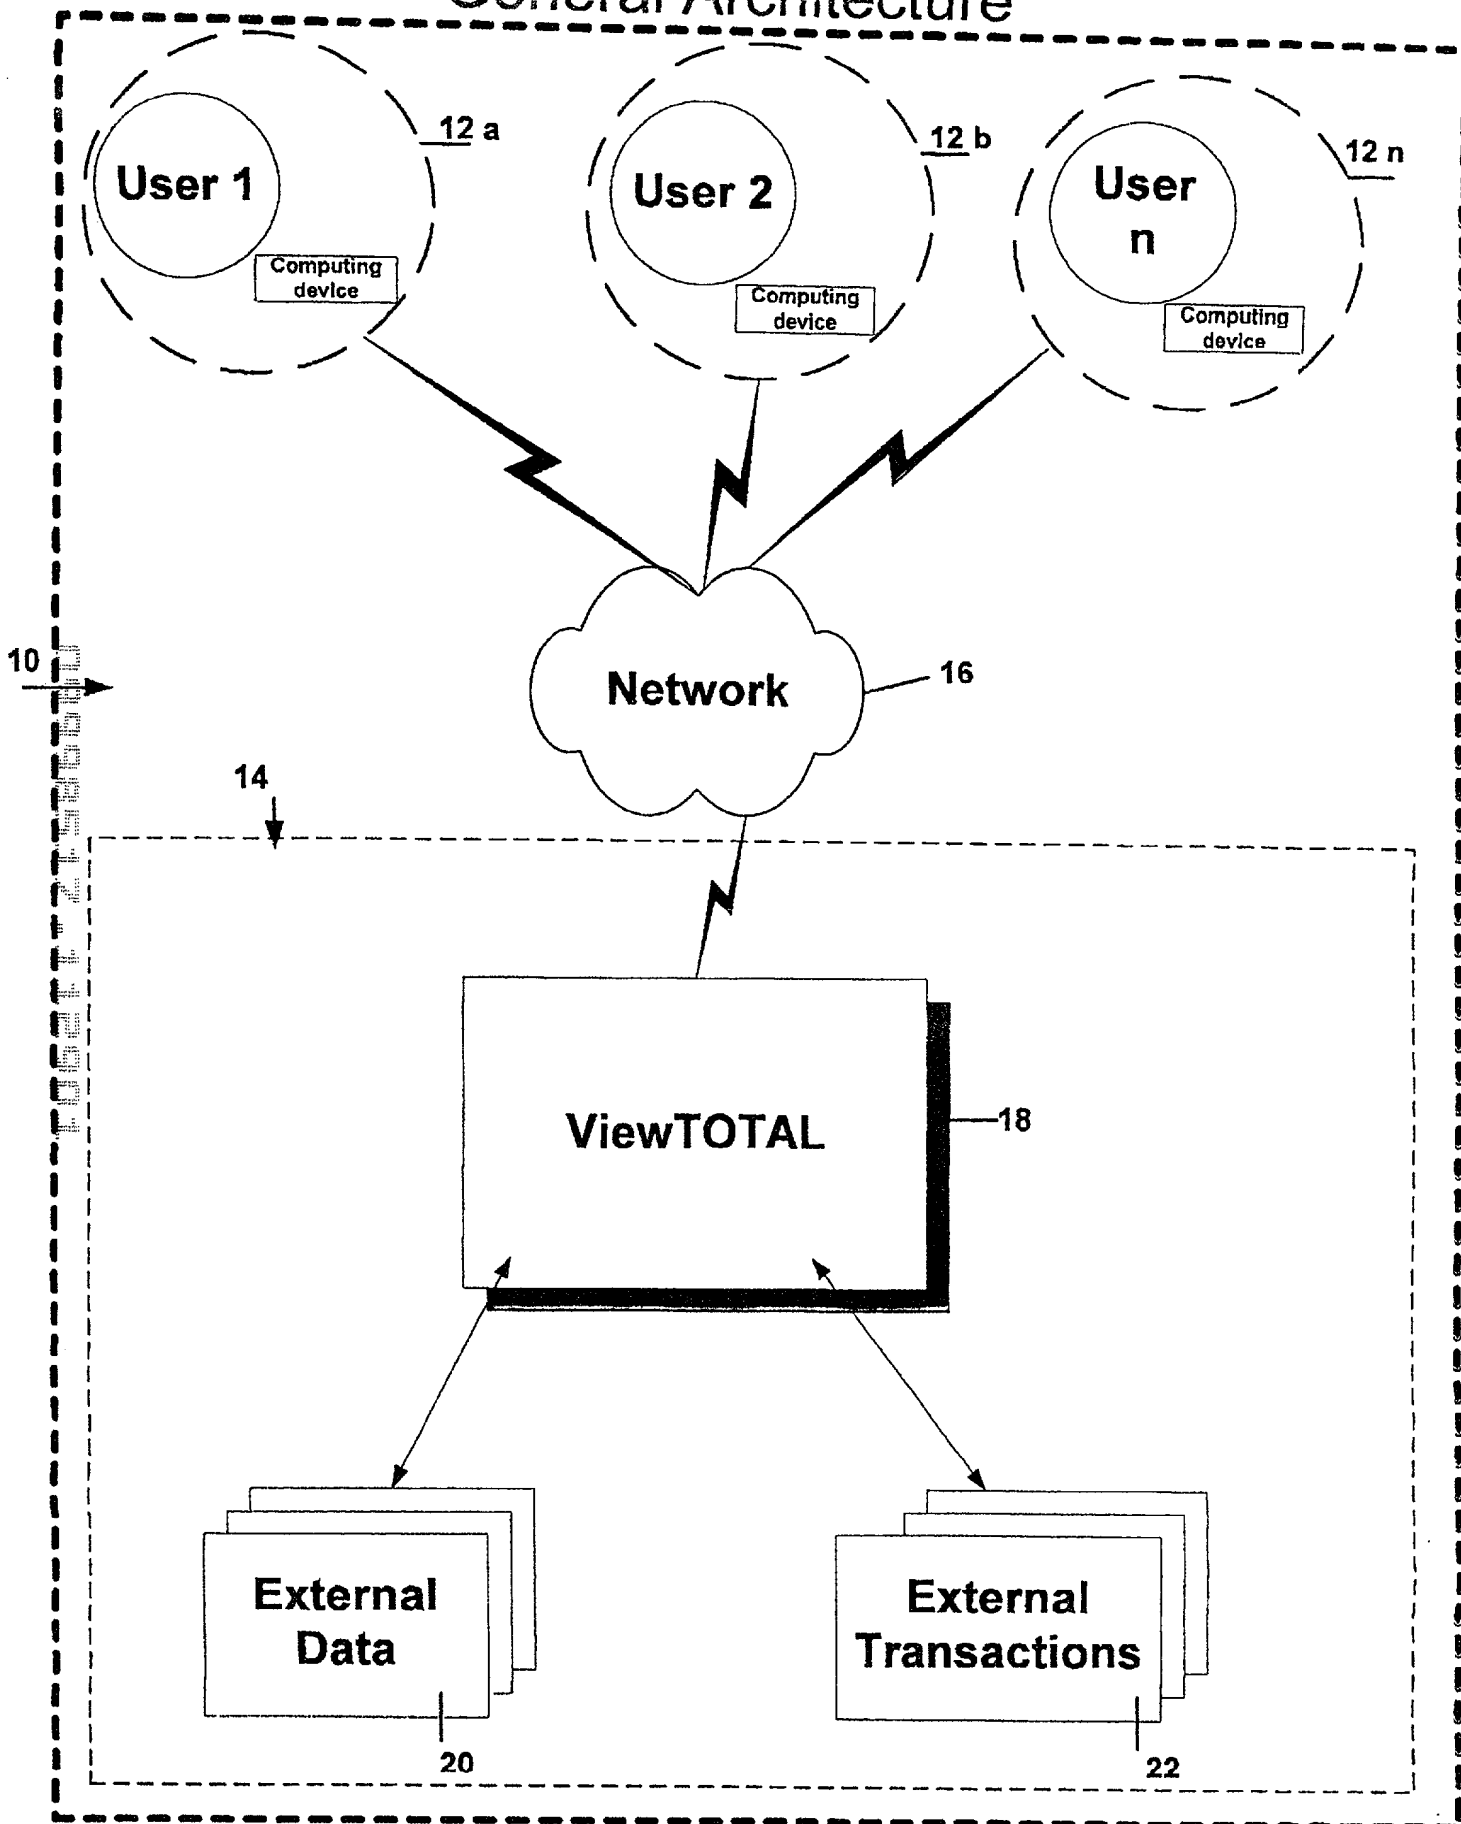 General Architecture
12 a
12 b
12 n
User 1
User 2
User
n
Computing
device
Computing
device
Computing
device
10
Network
16
14
ViewTOTAL
18
External
Data
External
Transactions
20
22